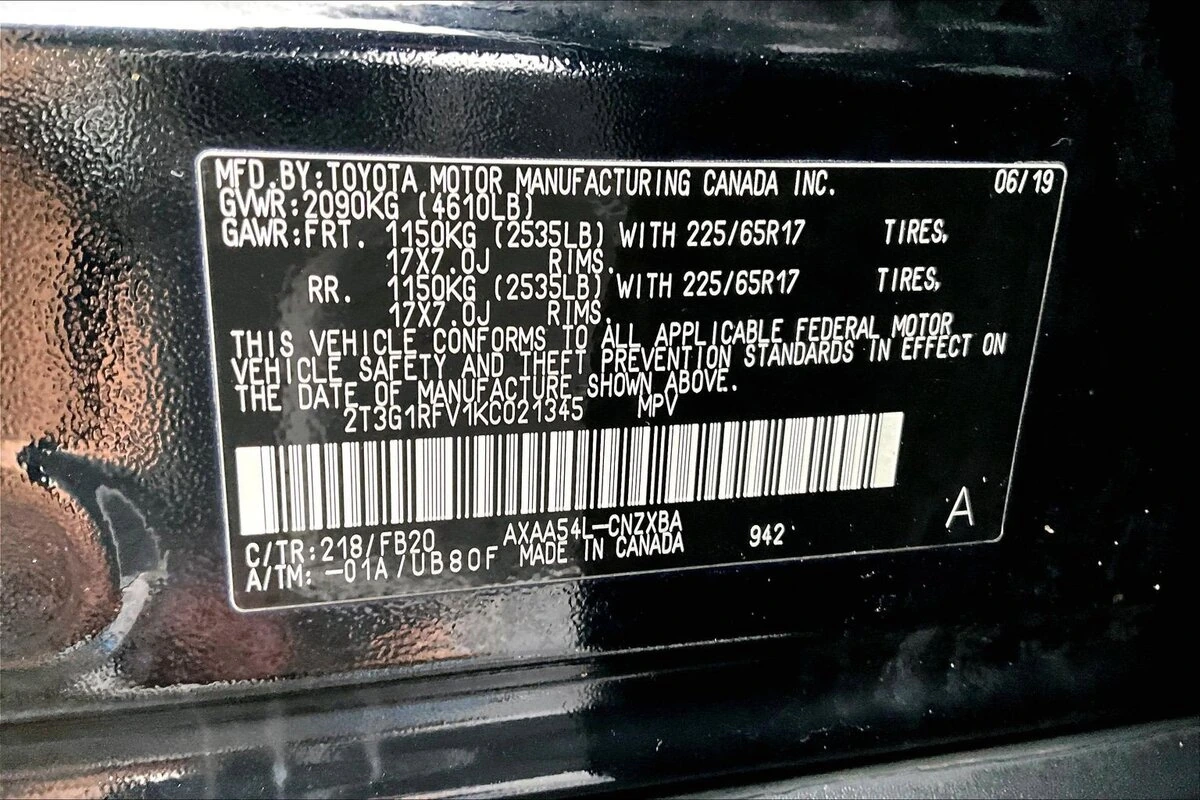 MFD.BY:TOYOTA MOTOR MANUFACTURING CANADA INC. 06/19
GVWR:2090KG (4610LB)
GAWR:FRT. 1150KG (2535LB) WITH 225/65R17 TIRES,
17X7.0J RIMS,
RR. 1150KG (2535LB) WITH 225/65R17 TIRES,
17X7.0J RIMS.
THIS VEHICLE CONFORMS TO ALL APPLICABLE FEDERAL MOTOR
VEHICLE SAFETY AND THEFT PREVENTION STANDARDS IN EFFECT ON
THE DATE OF MANUFACTURE SHOWN ABOVE.
2T3G1RFV1KC021345 MPV
C/TR:218/FB20 AXAA54L-CNZXBA 942 A
A/TM: -01A/UB80F MADE IN CANADA